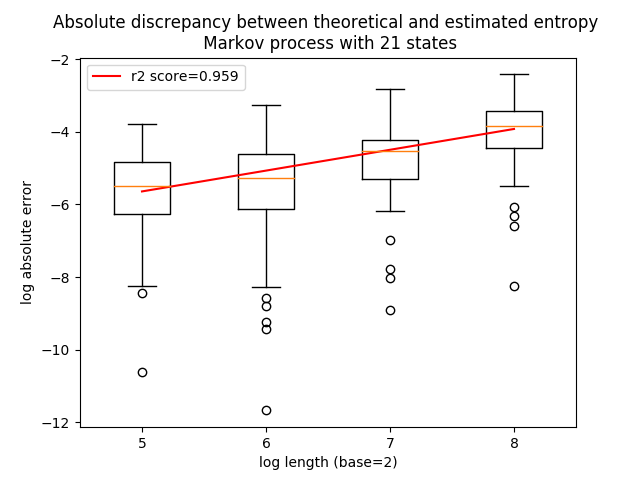 Absolute discrepancy between theoretical and estimated entropy
Markov process with 21 states
r2 score=0.959
−2
−4
−6
−8
−10
−12
log absolute error
5 6 7 8
log length (base=2)